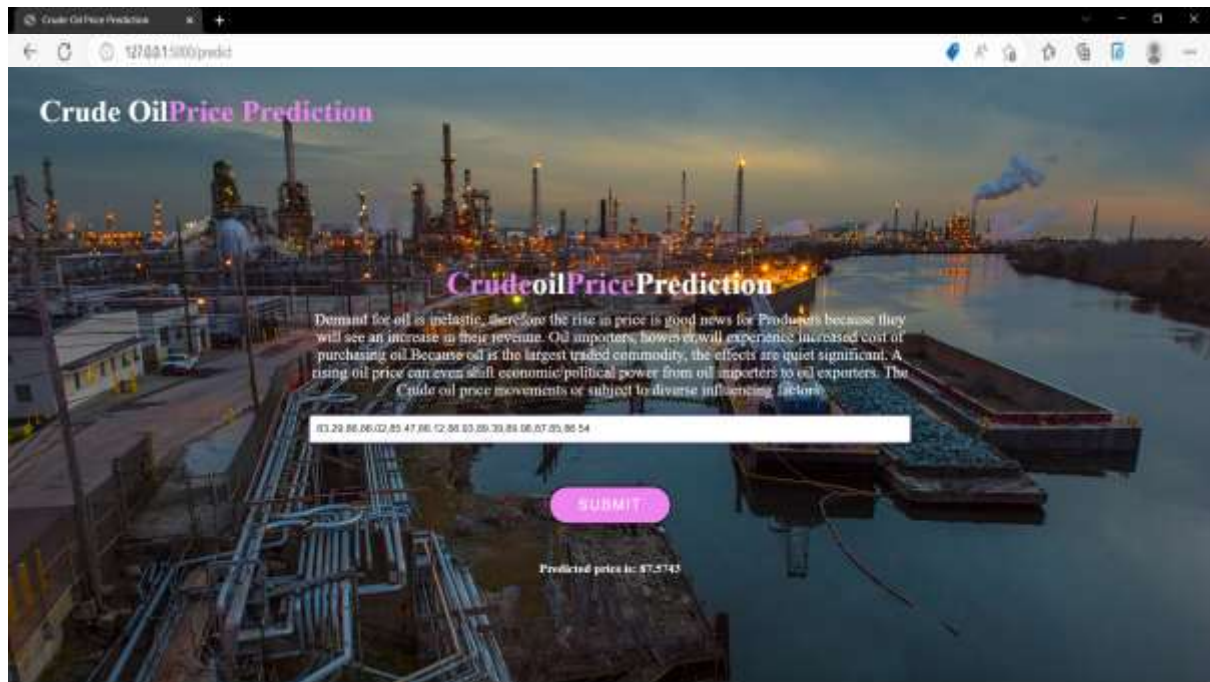 Crude Oil Price Prediction
127.0.0.1:5000/predict
Crude OilPrice Prediction
CrudeoilPricePrediction
Demand for oil is inelastic, therefore the rise in price is good news for Producers because they
will see an increase in their revenue. Oil importers, however,will experience increased cost of
purchasing oil.Because oil is the largest traded commodity, the effects are quiet significant. A
rising oil price can even shift economic/political power from oil importers to oil exporters. The
Crude oil price movements or subject to diverse influencing factors
SUBMIT
Predicted price is: 87.5743